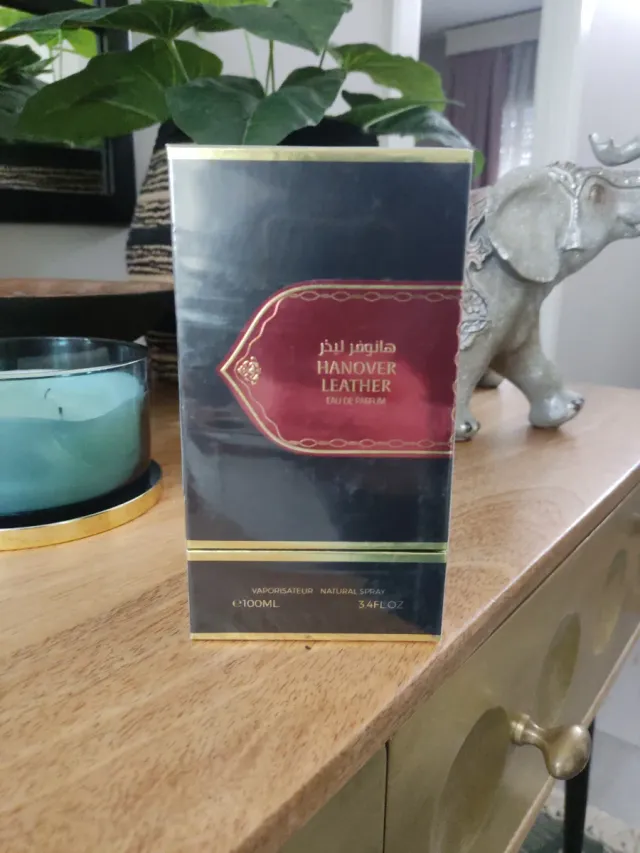 هانوفر ليذر
HANOVER
LEATHER
EAU DE PARFUM
VAPORISATEUR NATURAL SPRAY
℮100ML 3.4FL.OZ